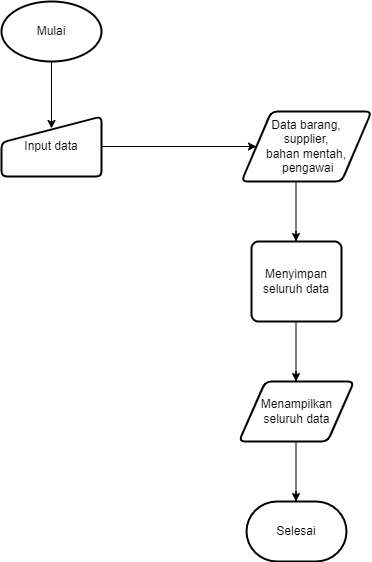 Mulai
Input data
Data barang,
supplier,
bahan mentah,
pengawai
Menyimpan
seluruh data
Menampilkan
seluruh data
Selesai